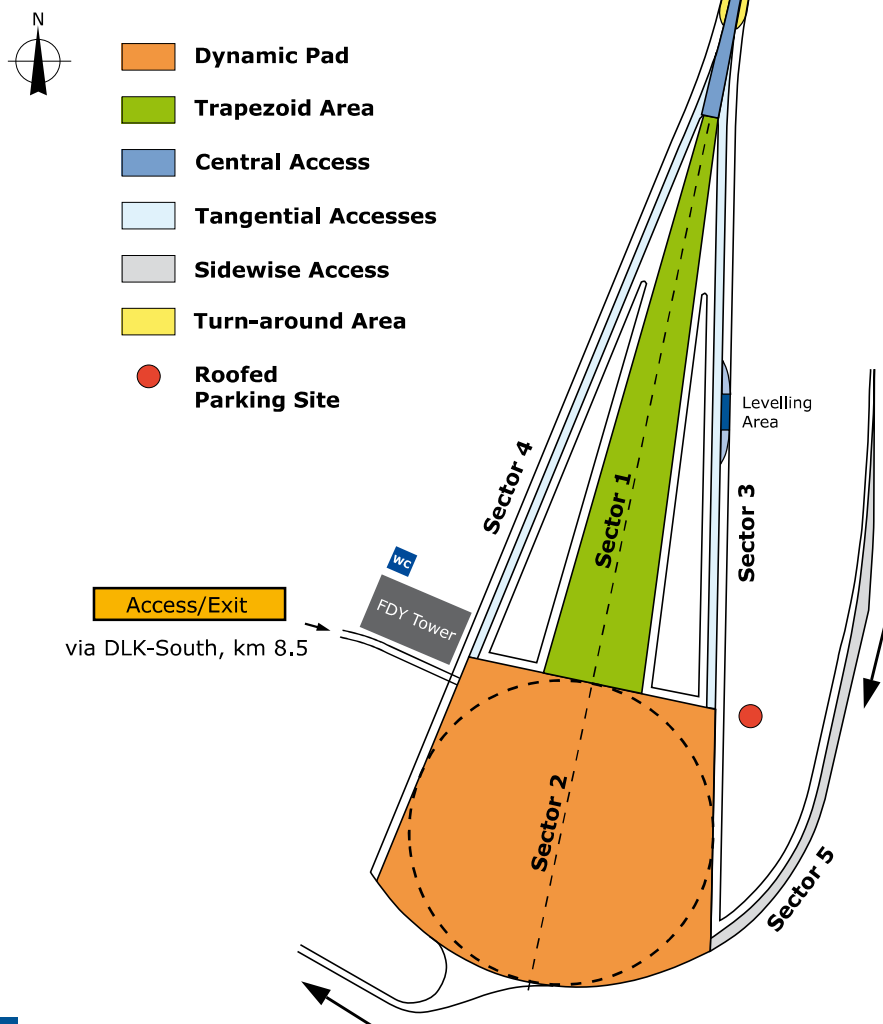 N
Dynamic Pad
Trapezoid Area
Central Access
Tangential Accesses
Sidewise Access
Turn-around Area
Roofed
Parking Site
Levelling
Area
Sector 4
Sector 1
Sector 3
WC
FDY Tower
Access/Exit
via DLK-South, km 8.5
Sector 2
Sector 5